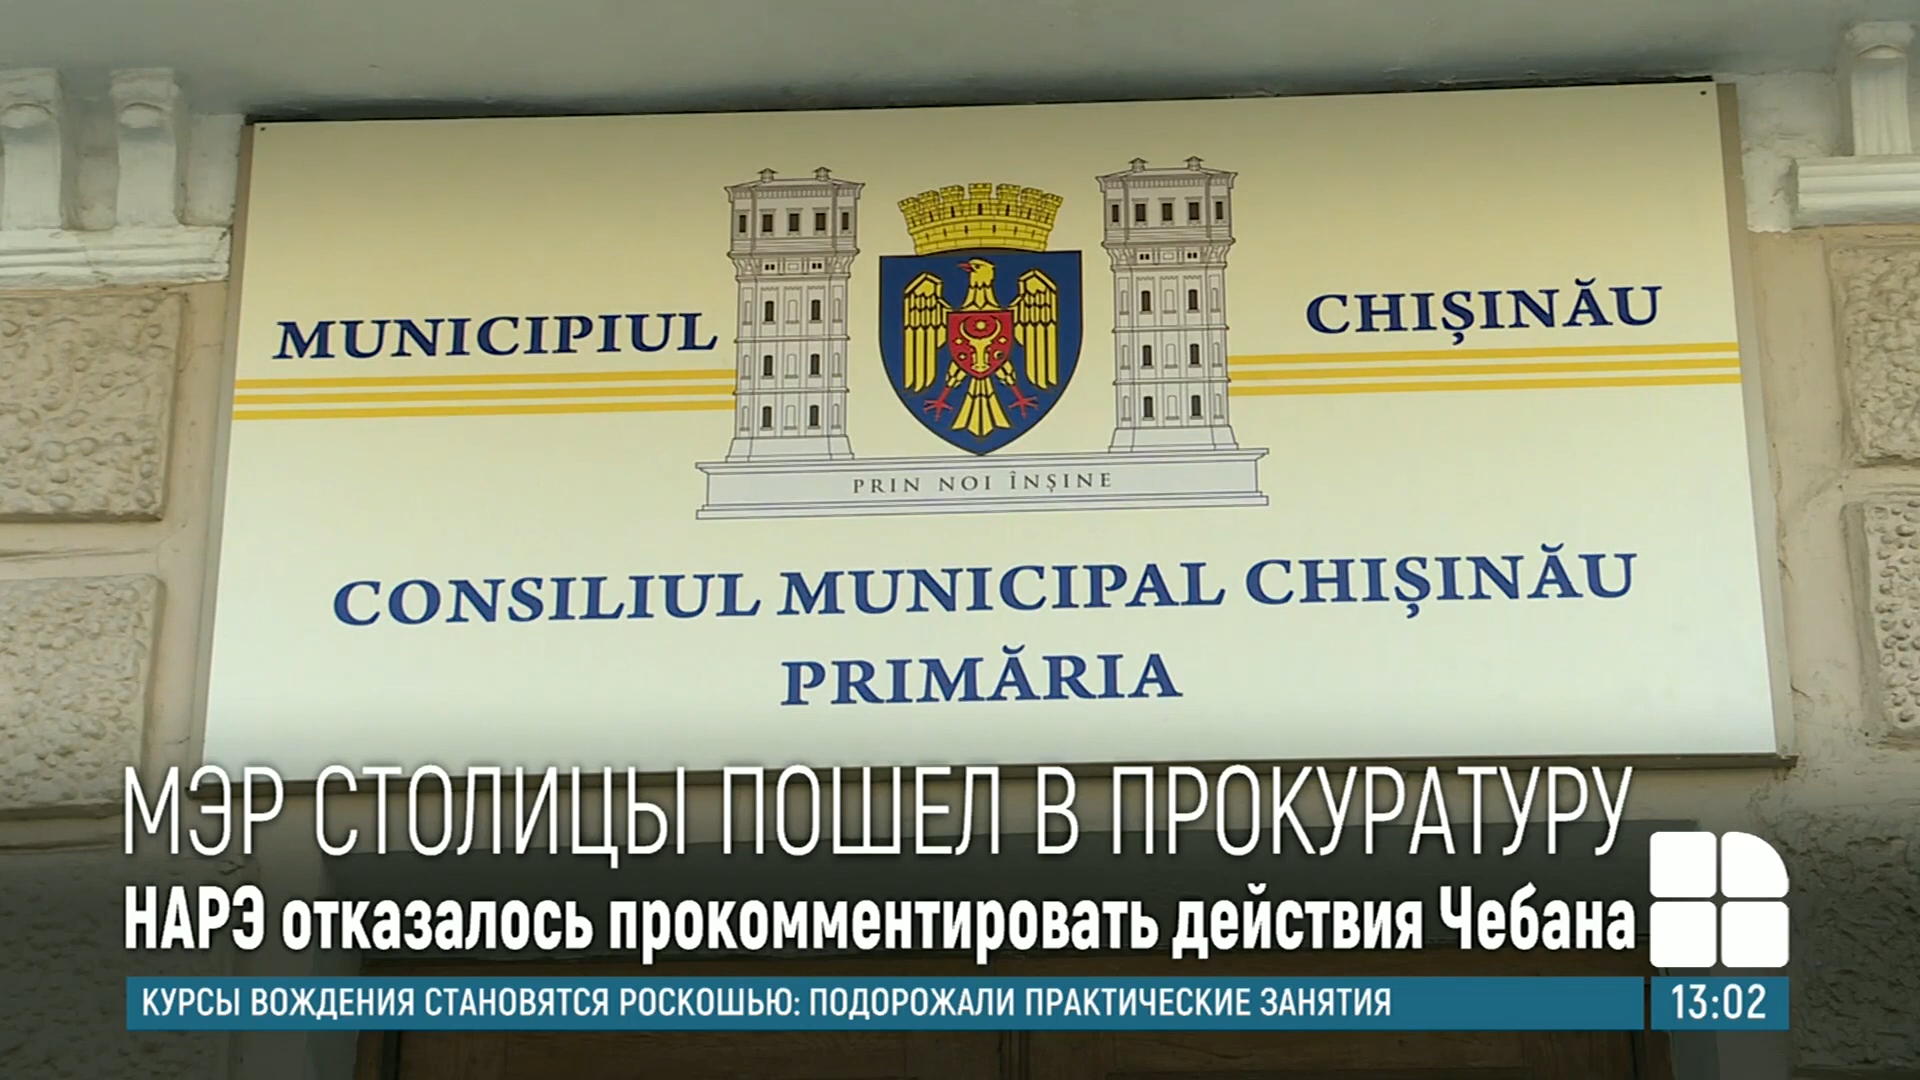 MUNICIPIUL CHIȘINĂU
PRIN NOI ÎNȘINE
CONSILIUL MUNICIPAL CHIȘINĂU
PRIMĂRIA
МЭР СТОЛИЦЫ ПОШЕЛ В ПРОКУРАТУРУ
НАРЭ отказалось прокомментировать действия Чебана
КУРСЫ ВОЖДЕНИЯ СТАНОВЯТСЯ РОСКОШЬЮ: ПОДОРОЖАЛИ ПРАКТИЧЕСКИЕ ЗАНЯТИЯ 13:02